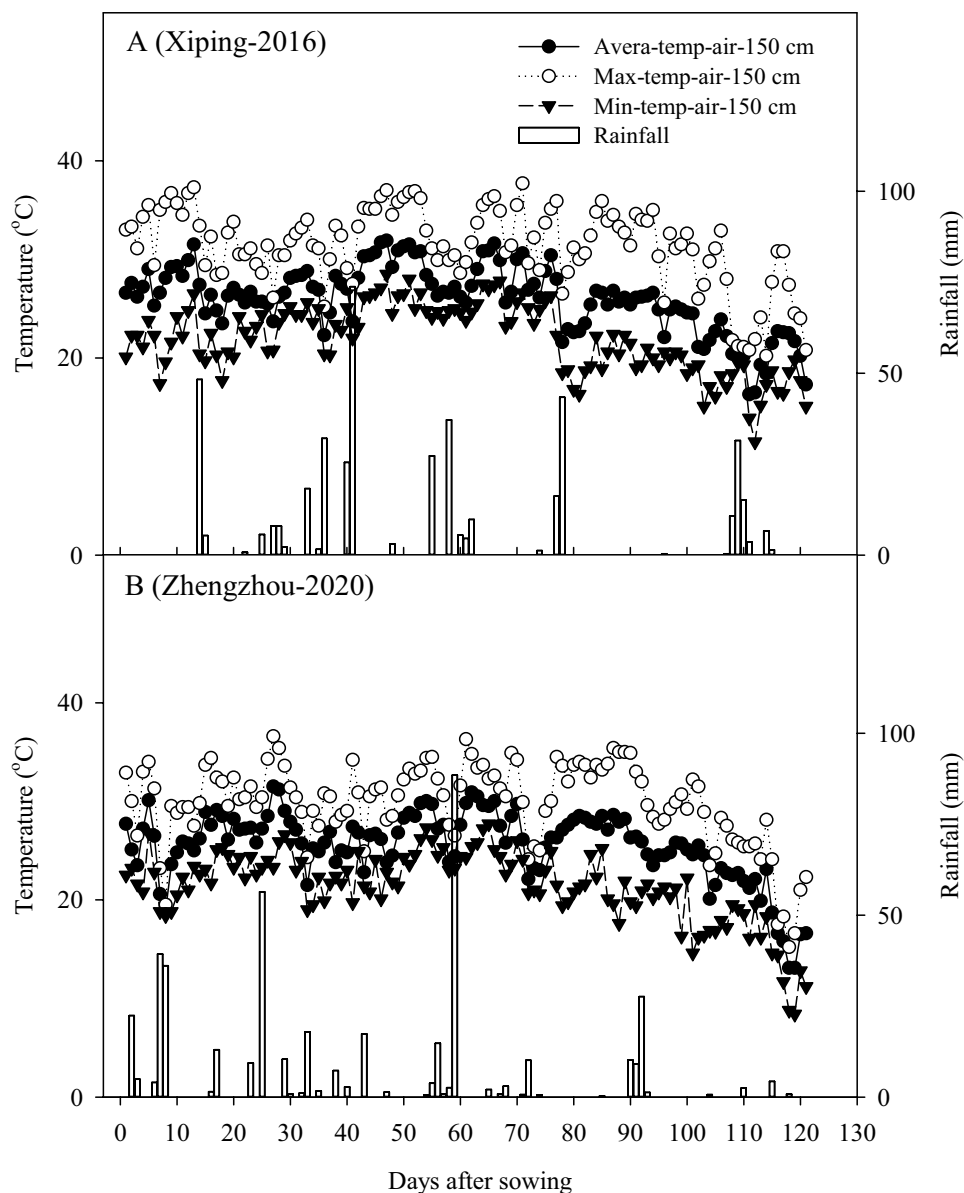 A (Xiping-2016)
Avera-temp-air-150 cm
Max-temp-air-150 cm
Min-temp-air-150 cm
Rainfall
Temperature (°C)
40
20
0
Rainfall (mm)
100
50
0
B (Zhengzhou-2020)
Temperature (°C)
40
20
0
Rainfall (mm)
100
50
0
0 10 20 30 40 50 60 70 80 90 100 110 120 130
Days after sowing